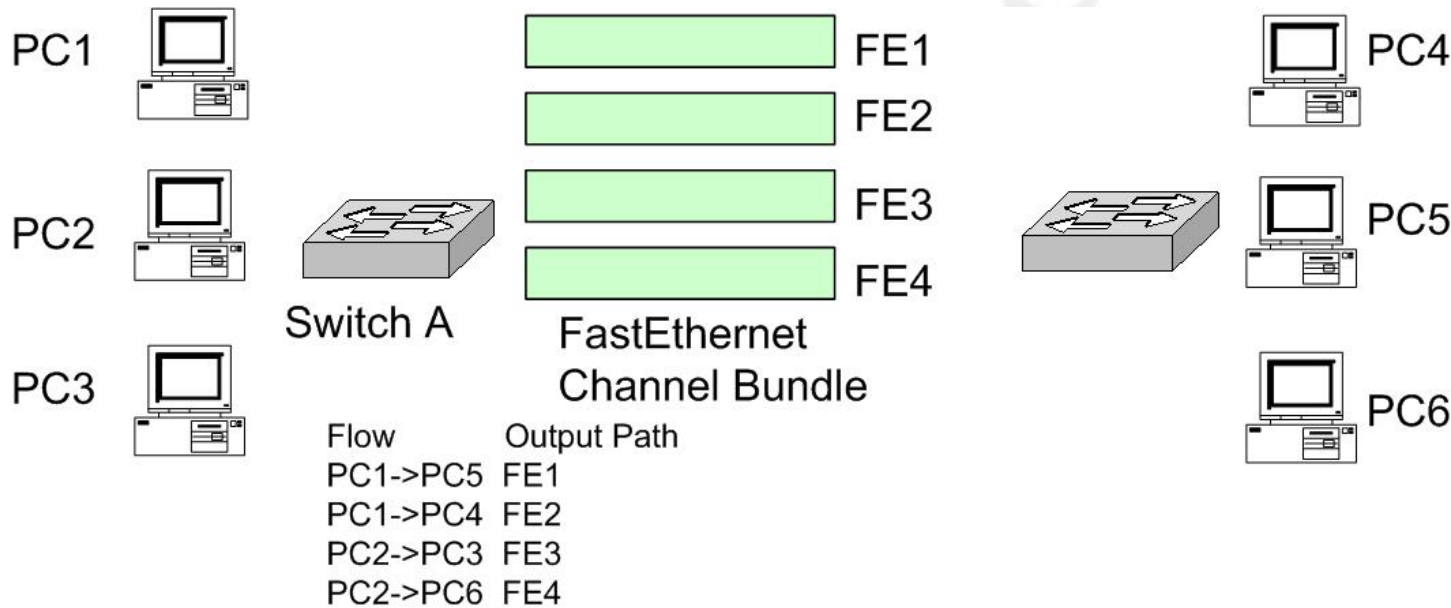 PC1
FE1
PC4
FE2
PC2
FE3
PC5
FE4
Switch A
FastEthernet
Channel Bundle
PC3
PC6
Flow Output Path
PC1->PC5 FE1
PC1->PC4 FE2
PC2->PC3 FE3
PC2->PC6 FE4